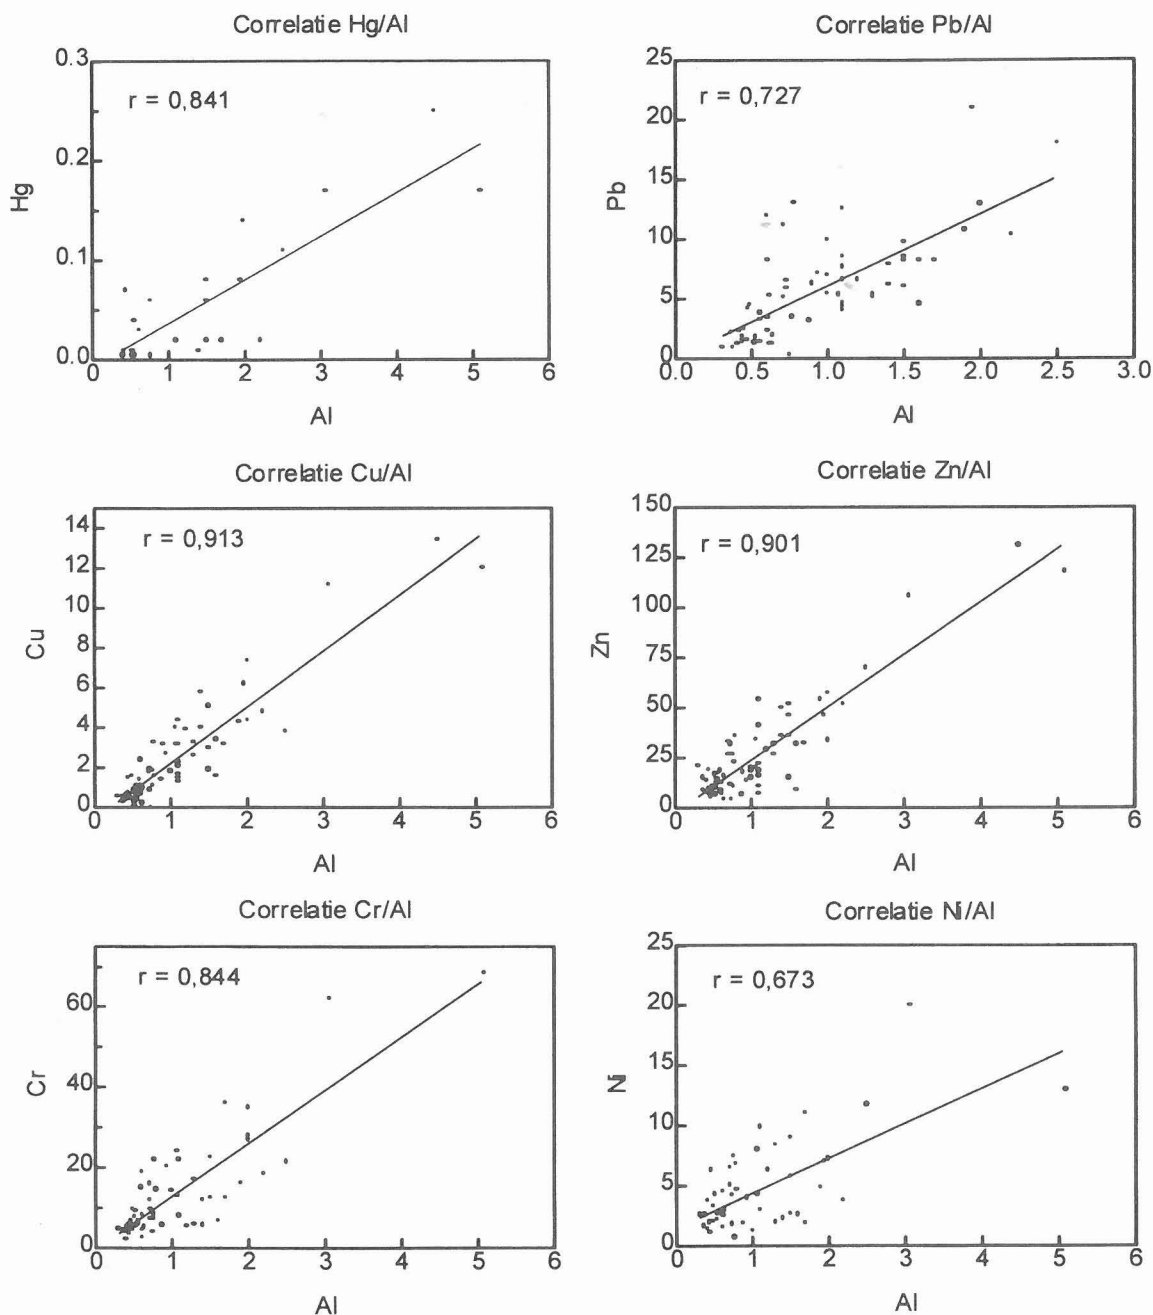 Correlatie Hg/Al
r = 0,841
0.3
0.2
0.1
0.0
Hg
0 1 2 3 4 5 6
Al
Correlatie Pb/Al
r = 0,727
25
20
15
10
5
0
Pb
0.0 0.5 1.0 1.5 2.0 2.5 3.0
Al
Correlatie Cu/Al
r = 0,913
14
12
10
8
6
4
2
0
Cu
0 1 2 3 4 5 6
Al
Correlatie Zn/Al
r = 0,901
150
125
100
75
50
25
0
Zn
0 1 2 3 4 5 6
Al
Correlatie Cr/Al
r = 0,844
60
40
20
0
Cr
0 1 2 3 4 5 6
Al
Correlatie Ni/Al
r = 0,673
25
20
15
10
5
0
Ni
0 1 2 3 4 5 6
Al